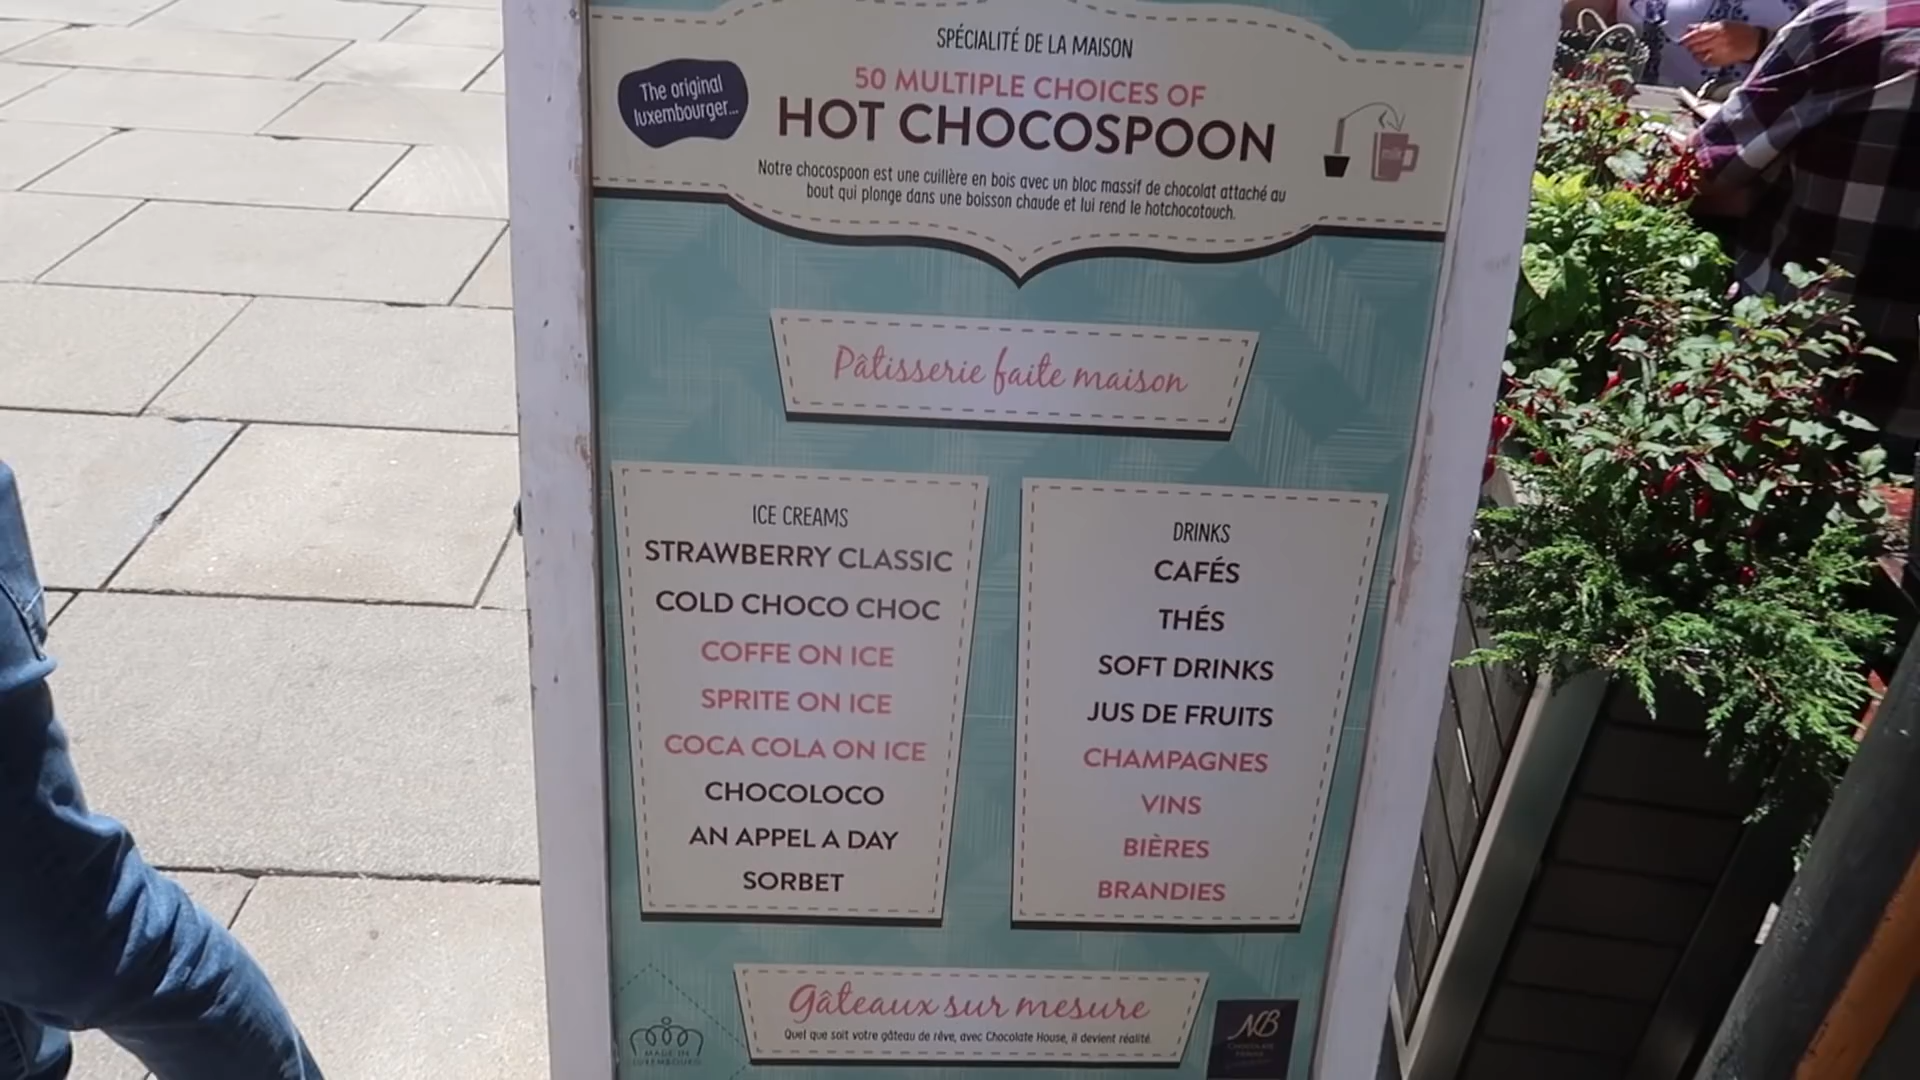 SPÉCIALITÉ DE LA MAISON
The original
luxembourger...
50 MULTIPLE CHOICES OF
HOT CHOCOSPOON
milk
Notre chocospoon est une cuillère en bois avec un bloc massif de chocolat attaché au
bout qui plonge dans une boisson chaude et lui rend le hotchocotouch.
Pâtisserie faite maison
ICE CREAMS
STRAWBERRY CLASSIC
COLD CHOCO CHOC
COFFE ON ICE
SPRITE ON ICE
COCA COLA ON ICE
CHOCOLOCO
AN APPEL A DAY
SORBET
DRINKS
CAFÉS
THÉS
SOFT DRINKS
JUS DE FRUITS
CHAMPAGNES
VINS
BIÈRES
BRANDIES
Gâteaux sur mesure
Quel que soit votre gâteau de rêve, avec Chocolate House, il devient réalité.
MADE IN
LUXEMBOURG
NB
CHOCOLATE
HOUSE